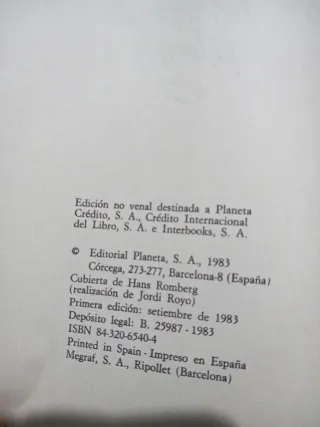 Edición no venal destinada a Planeta
Crédito, S. A., Crédito Internacional
del Libro, S. A. e Interbooks, S. A.
© Editorial Planeta, S. A., 1983
Córcega, 273-277, Barcelona-8 (España)
Cubierta de Hans Romberg
(realización de Jordi Royo)
Primera edición: setiembre de 1983
Depósito legal: B. 25987 - 1983
ISBN 84-320-6540-4
Printed in Spain - Impreso en España
Megraf, S. A., Ripollet (Barcelona)